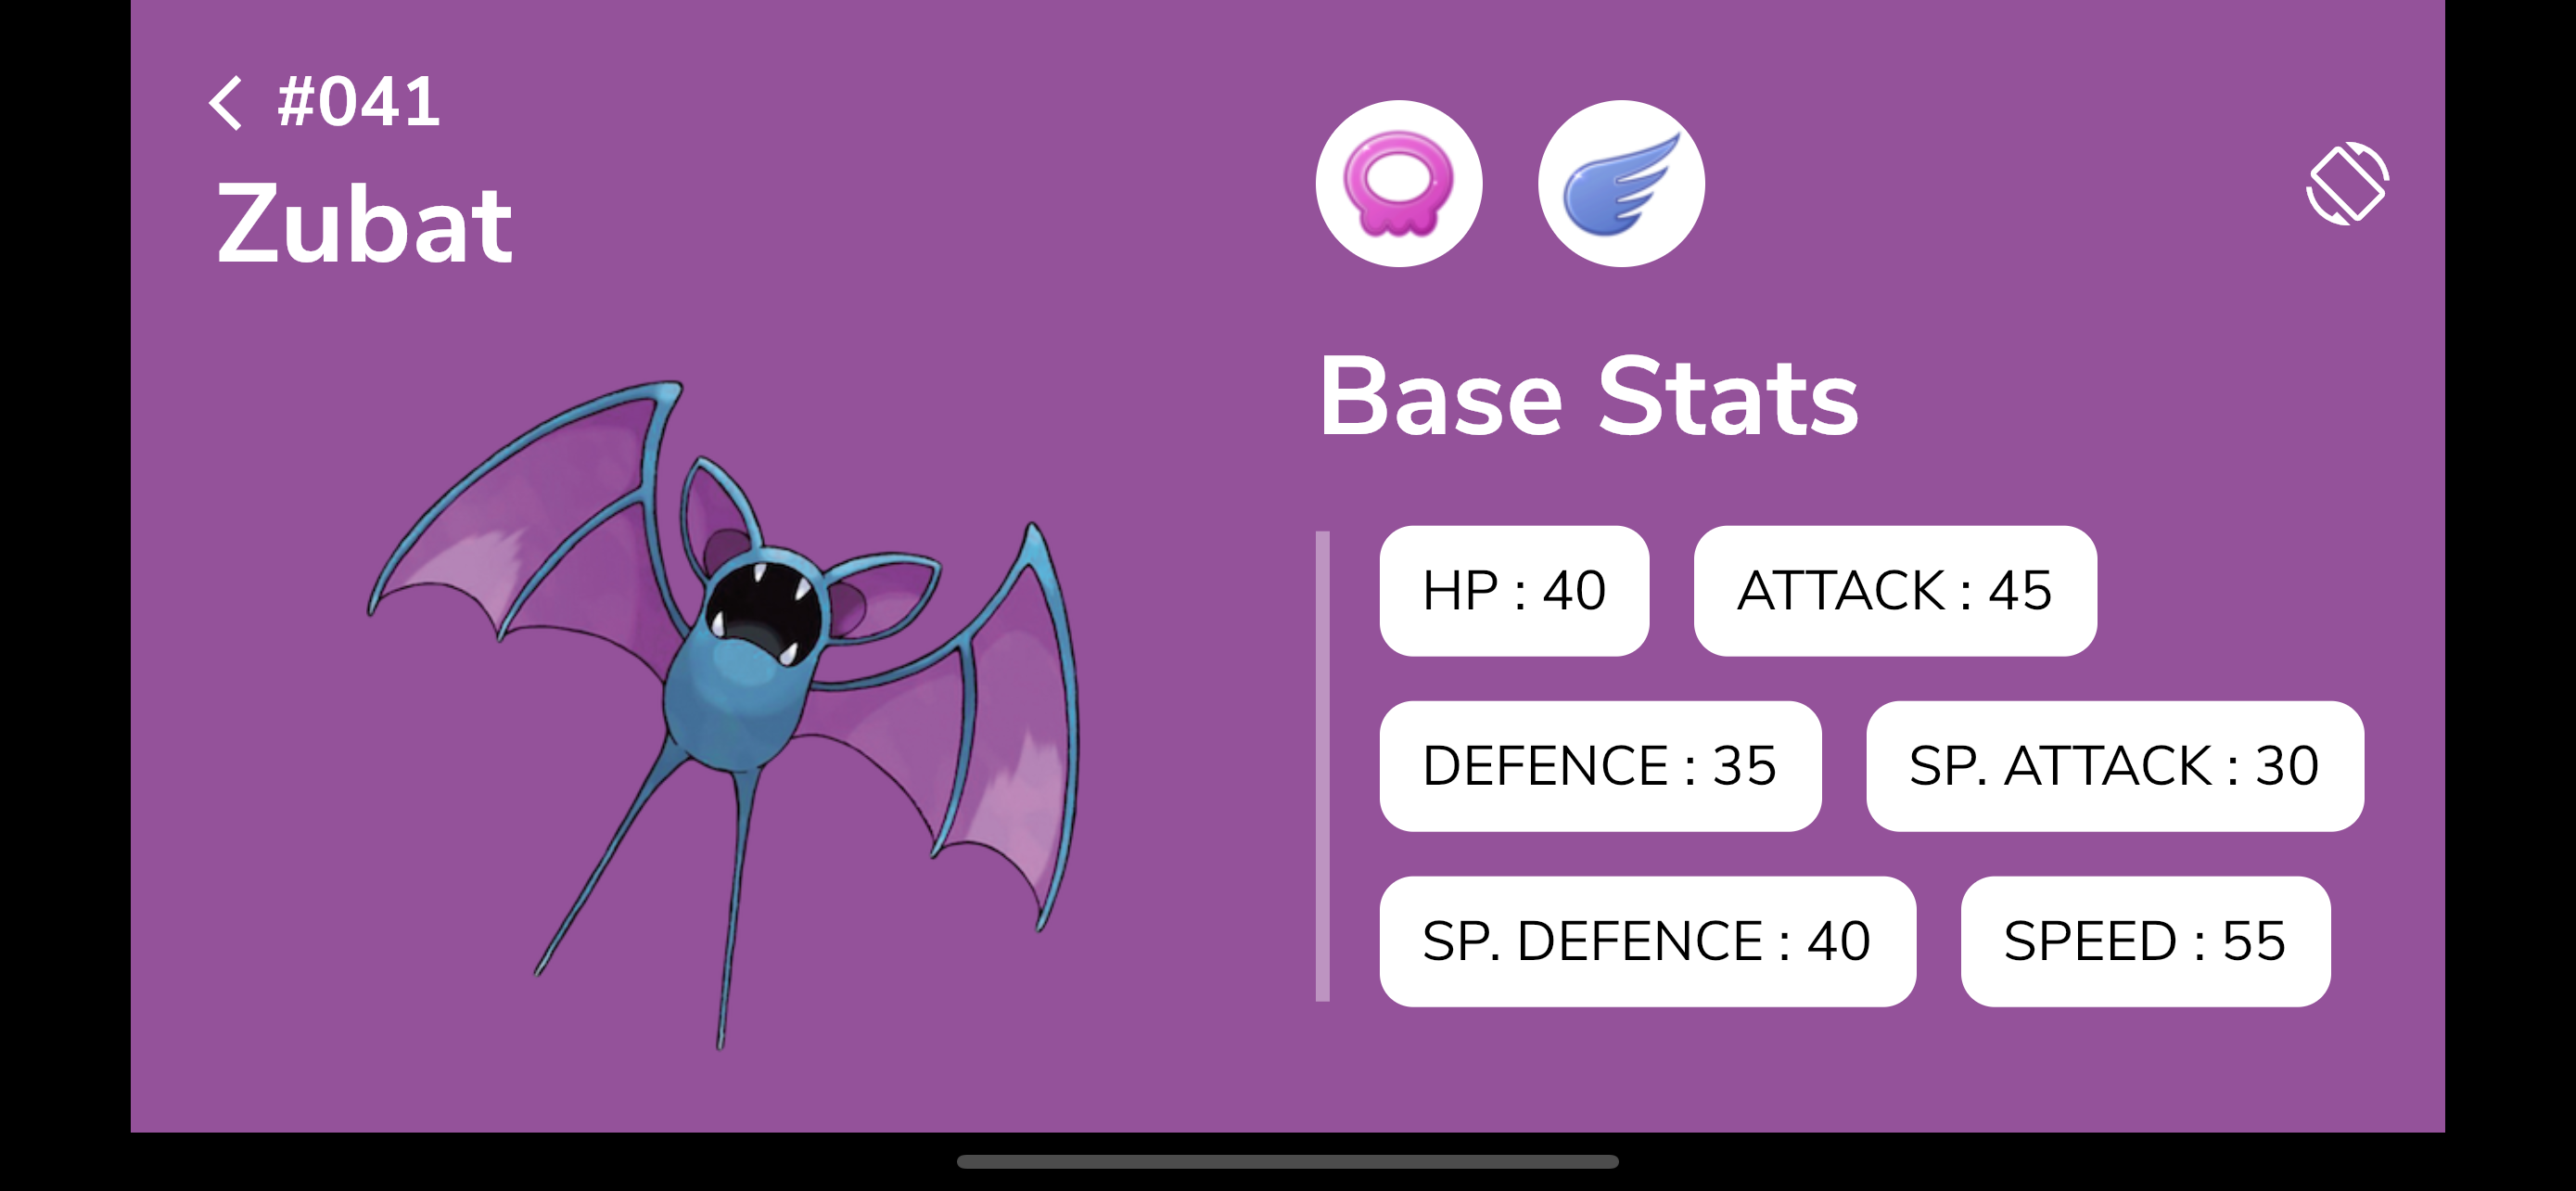 #041
Zubat
Base Stats
HP : 40
ATTACK : 45
DEFENCE : 35
SP. ATTACK : 30
SP. DEFENCE : 40
SPEED : 55